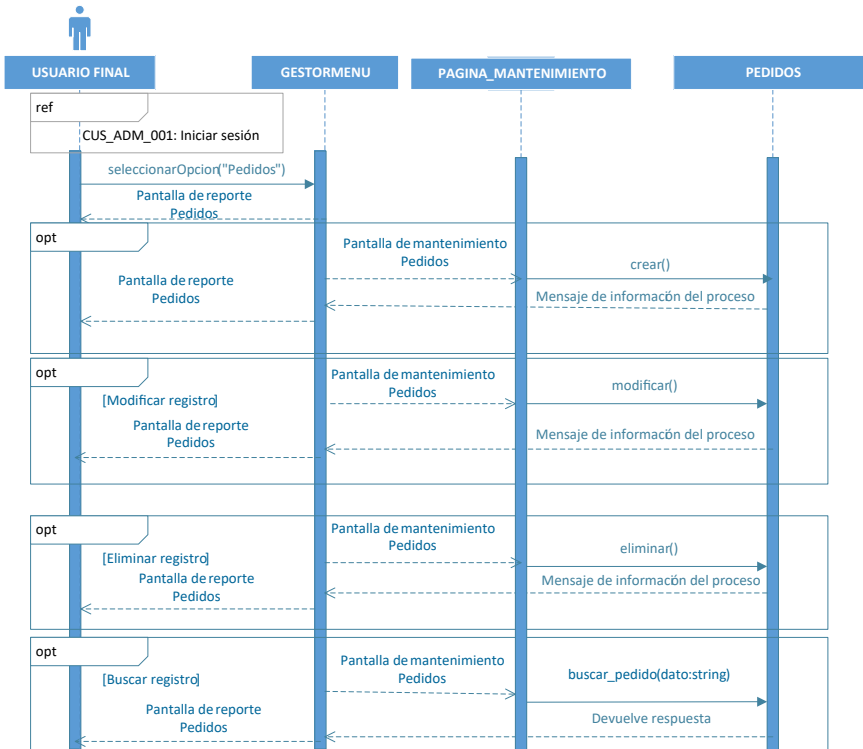 USUARIO FINAL
GESTORMENU
PAGINA_MANTENIMIENTO
PEDIDOS
ref
CUS_ADM_001: Iniciar sesión
seleccionarOpcion("Pedidos")
Pantalla de reporte
Pedidos
opt
Pantalla de mantenimiento
Pedidos
crear()
Pantalla de reporte
Pedidos
Mensaje de información del proceso
opt
Pantalla de mantenimiento
Pedidos
modificar()
[Modificar registro]
Pantalla de reporte
Pedidos
Mensaje de información del proceso
opt
Pantalla de mantenimiento
Pedidos
eliminar()
[Eliminar registro]
Pantalla de reporte
Pedidos
Mensaje de información del proceso
opt
Pantalla de mantenimiento
Pedidos
buscar_pedido(dato:string)
[Buscar registro]
Pantalla de reporte
Pedidos
Devuelve respuesta